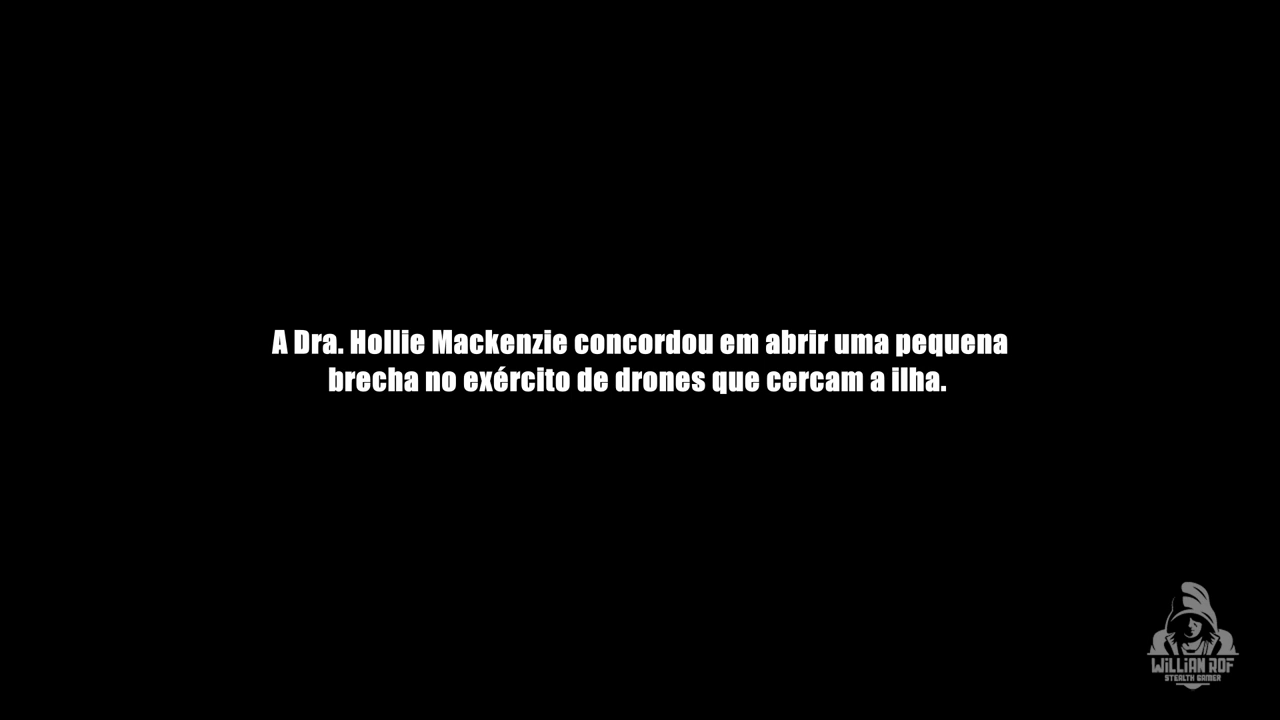 A Dra. Hollie Mackenzie concordou em abrir uma pequena
brecha no exército de drones que cercam a ilha.
WILLIAN ROF
STEALTH GAMER